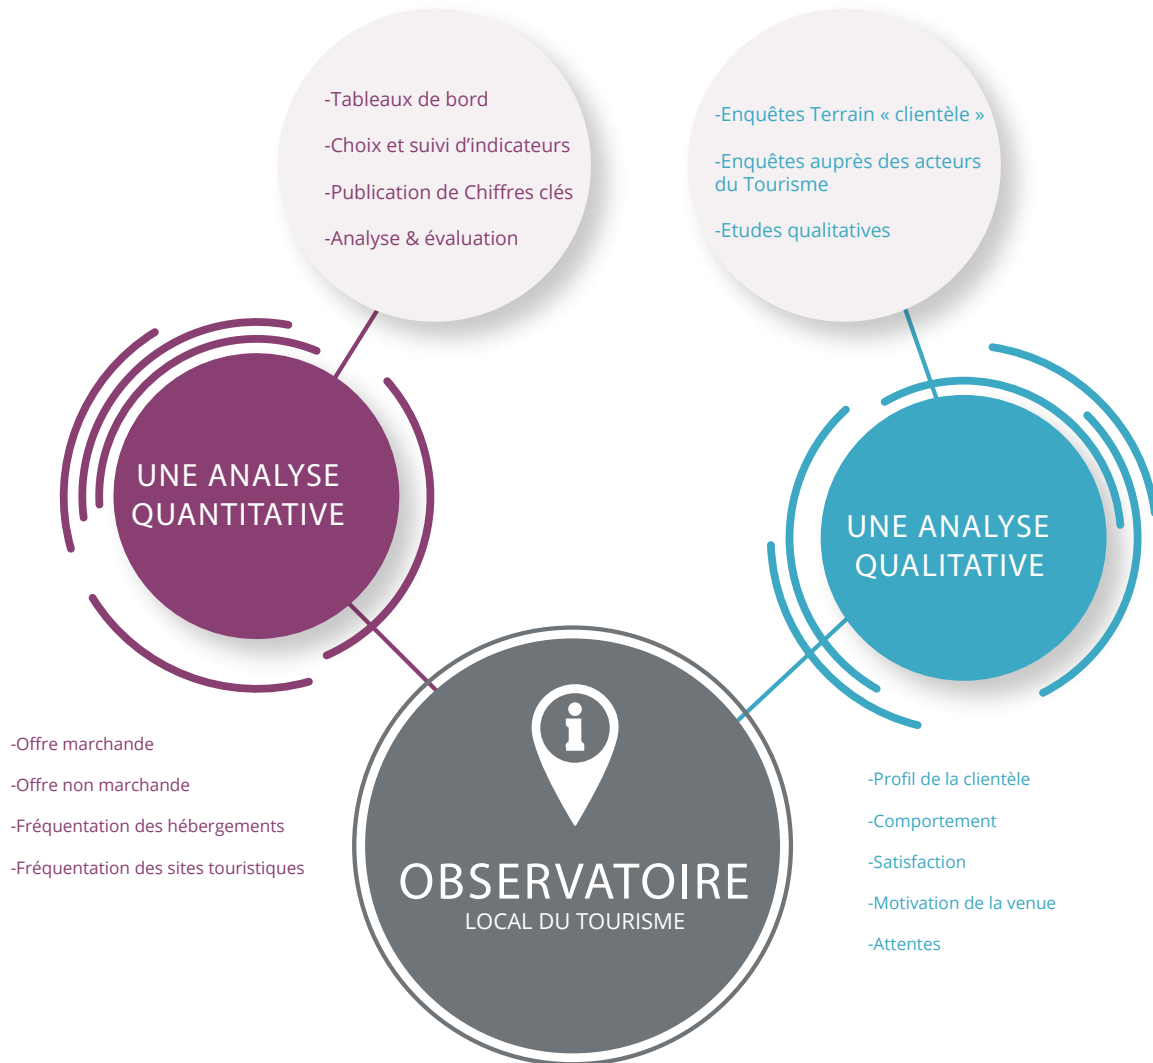 -Tableaux de bord
-Choix et suivi d’indicateurs
-Publication de Chiffres clés
-Analyse & évaluation
-Enquêtes Terrain « clientèle »
-Enquêtes auprès des acteurs
du Tourisme
-Etudes qualitatives
UNE ANALYSE
QUANTITATIVE
UNE ANALYSE
QUALITATIVE
-Offre marchande
-Offre non marchande
-Fréquentation des hébergements
-Fréquentation des sites touristiques
OBSERVATOIRE
LOCAL DU TOURISME
-Profil de la clientèle
-Comportement
-Satisfaction
-Motivation de la venue
-Attentes